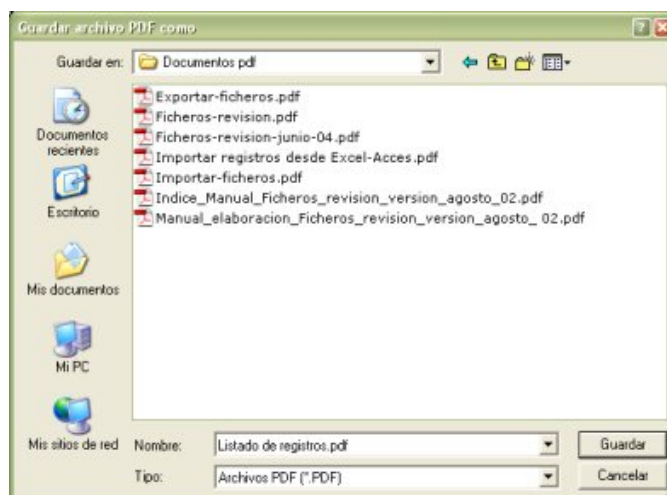 Guardar archivo PDF como
Guardar en: Documentos pdf
Exportar-ficheros.pdf
Ficheros-revision.pdf
Ficheros-revision-junio-04.pdf
Importar registros desde Excel-Acces.pdf
Importar-ficheros.pdf
Indice_Manual_Ficheros_revision_version_agosto_02.pdf
Manual_elaboracion_Ficheros_revision_version_agosto_ 02.pdf
Documentos
recientes
Escritorio
Mis documentos
Mi PC
Mis sitios de red
Nombre: Listado de registros.pdf Guardar
Tipo: Archivos PDF (*.PDF) Cancelar